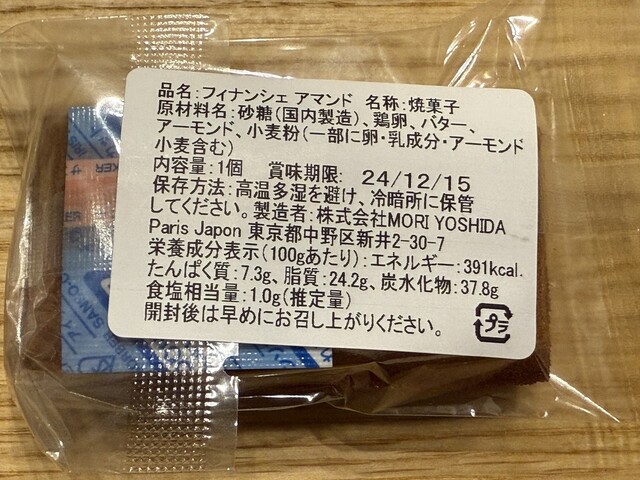 品名:フィナンシェ アマンド 名称:焼菓子
原材料名:砂糖(国内製造)、鶏卵、バター、
アーモンド、小麦粉(一部に卵・乳成分・アーモンド
小麦含む)
内容量:1個 賞味期限: 24/12/15
保存方法:高温多湿を避け、冷暗所に保管
してください。製造者:株式会社MORI YOSHIDA
Paris Japon 東京都中野区新井2-30-7
栄養成分表示(100gあたり):エネルギー:391kcal.
たんぱく質:7.3g、脂質:24.2g、炭水化物:37.8g
食塩相当量:1.0g(推定量)
開封後は早めにお召し上がりください。
プラ